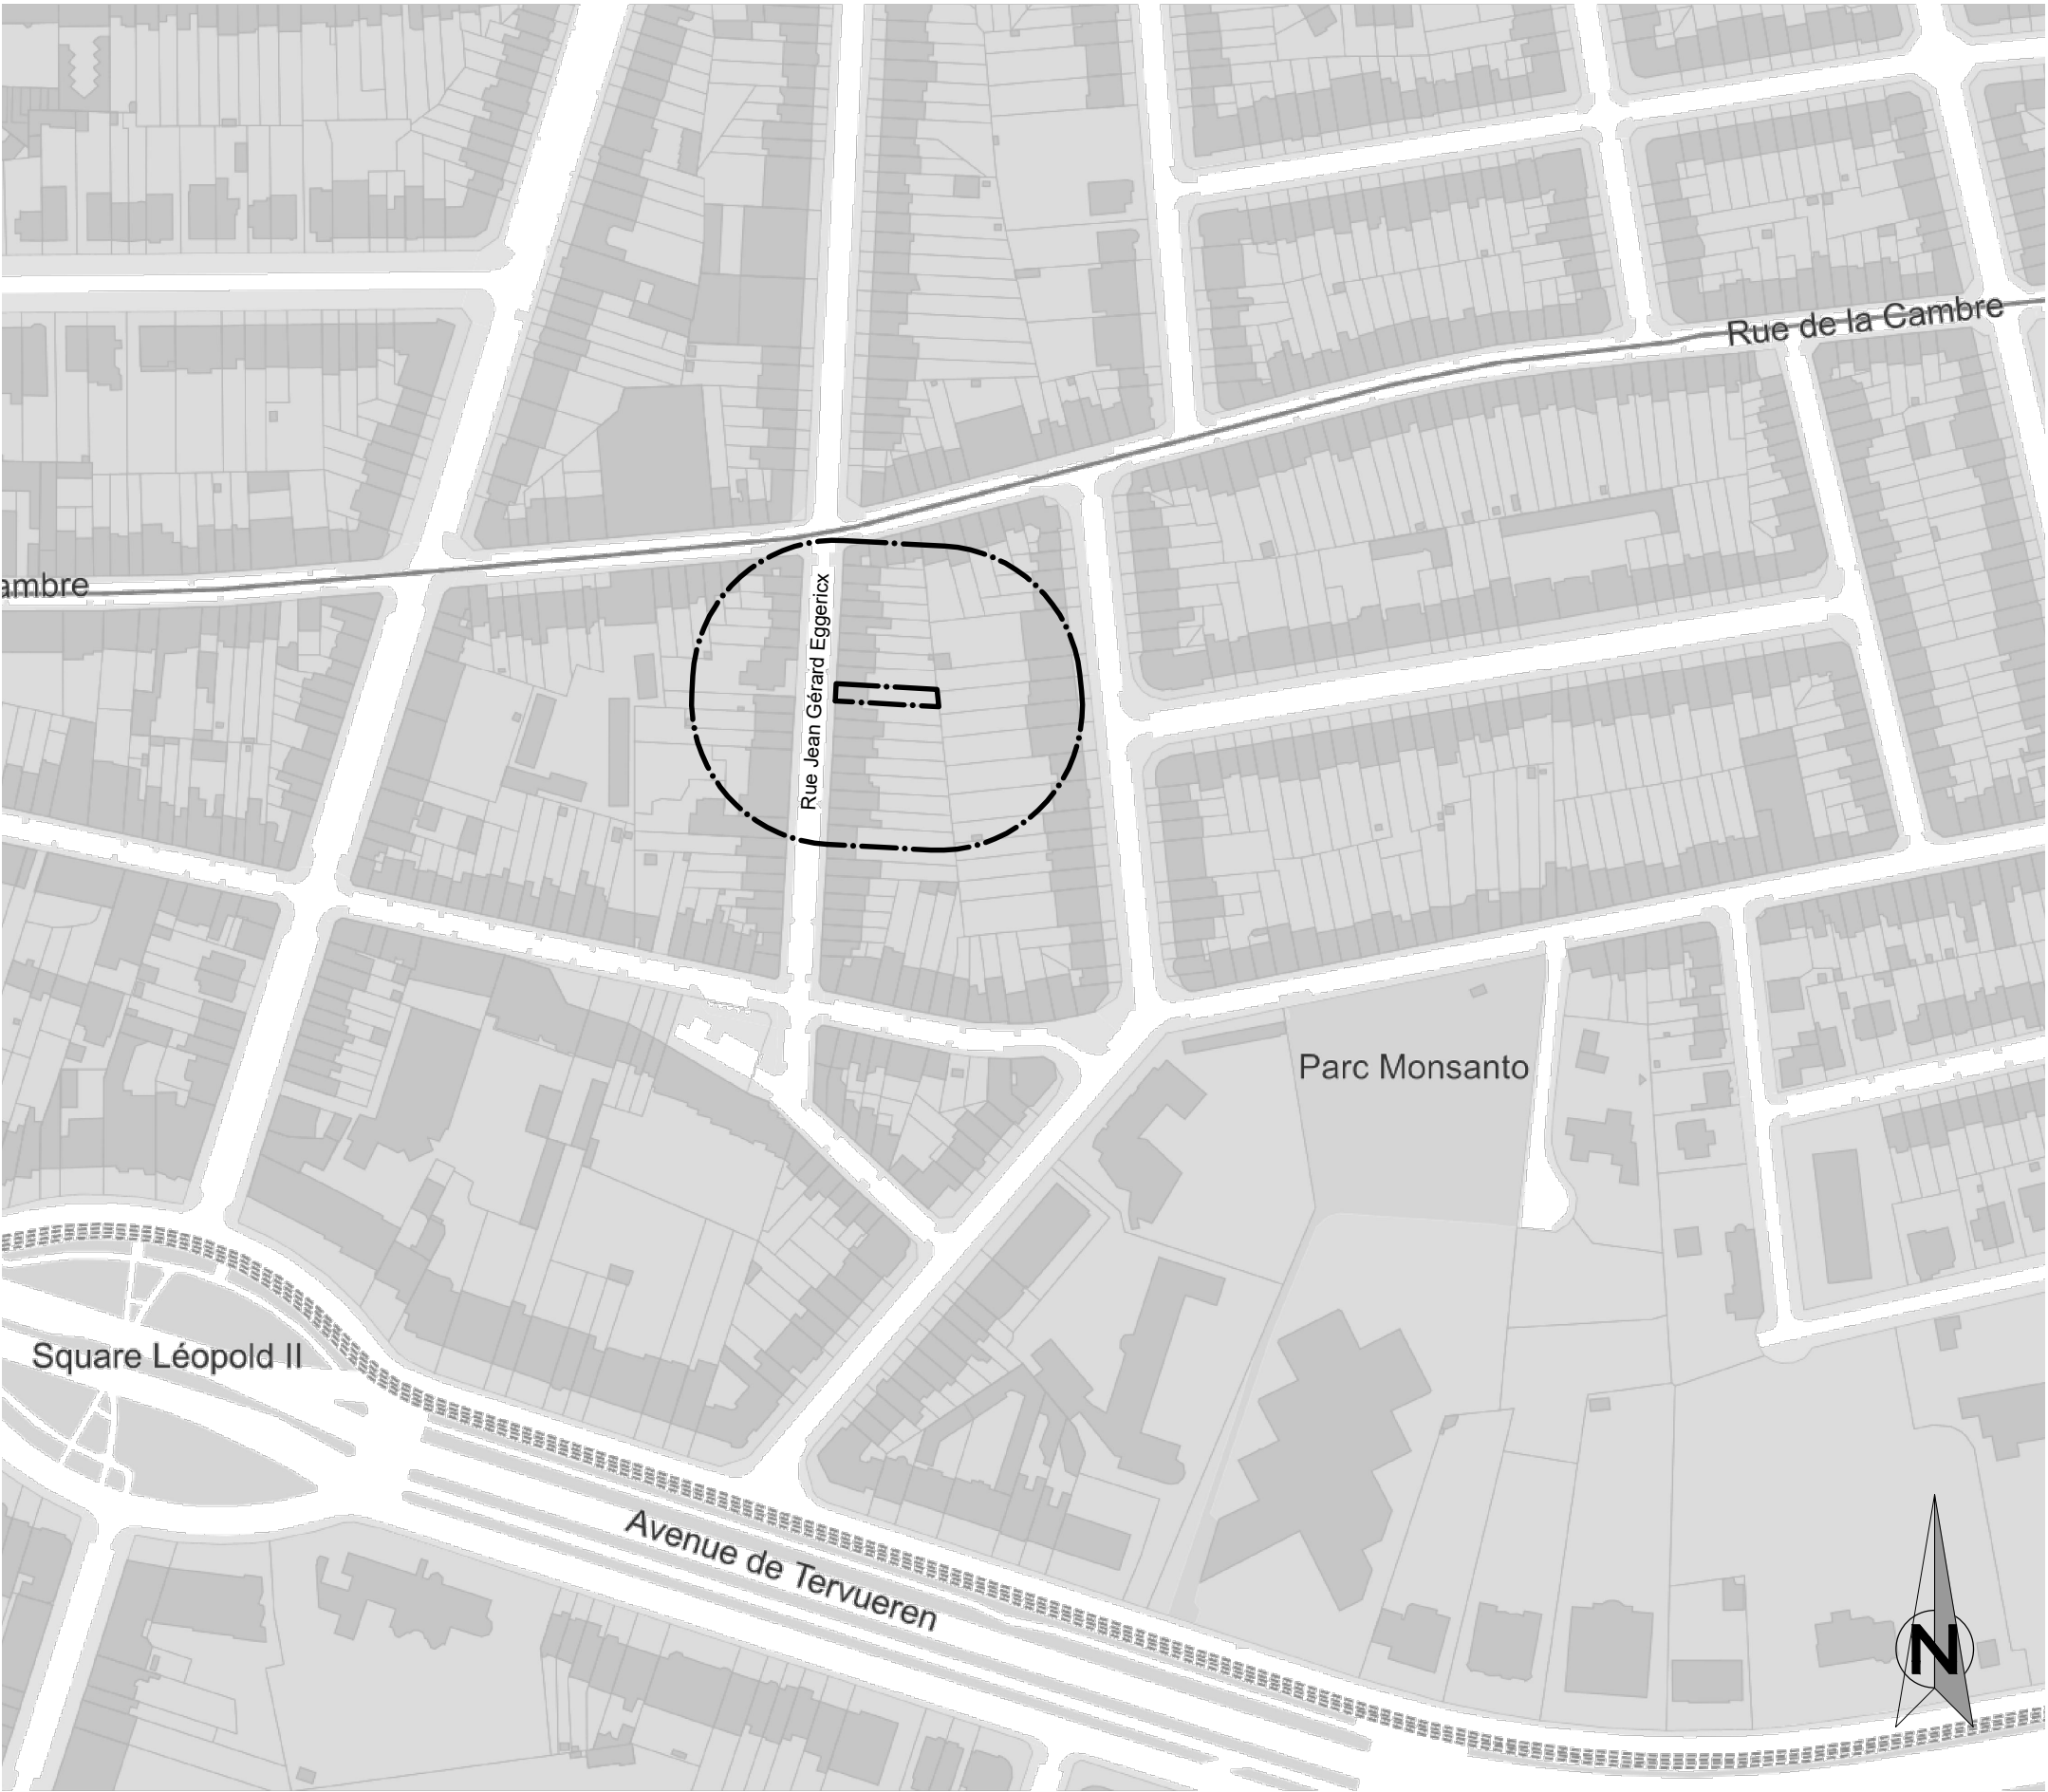 Rue de la Cambre
ambre
Rue Jean Gérard Eggericx
Parc Monsanto
Square Léopold II
Avenue de Tervueren
N